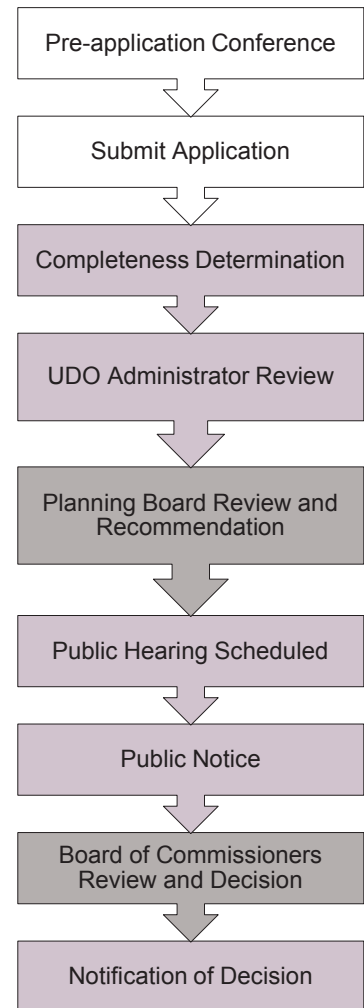 Pre-application Conference
Submit Application
Completeness Determination
UDO Administrator Review
Planning Board Review and
Recommendation
Public Hearing Scheduled
Public Notice
Board of Commissioners
Review and Decision
Notification of Decision